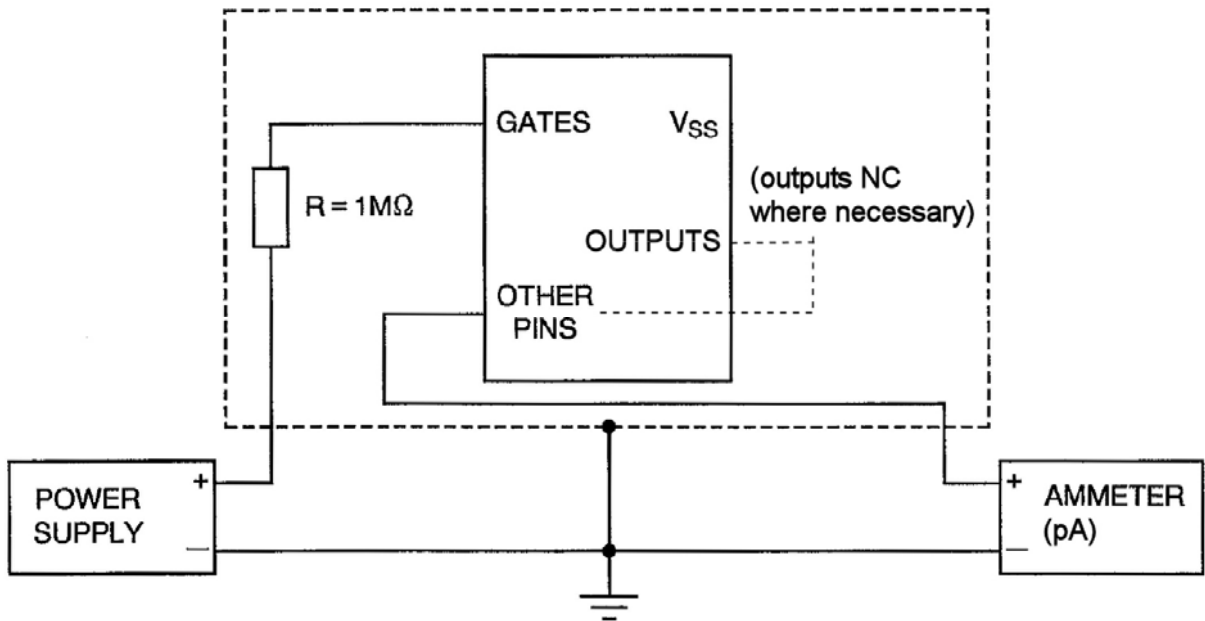 GATES
VSS
R = 1MΩ
(outputs NC
where necessary)
OUTPUTS
OTHER
PINS
POWER
SUPPLY
+
—
+
—
AMMETER
(pA)